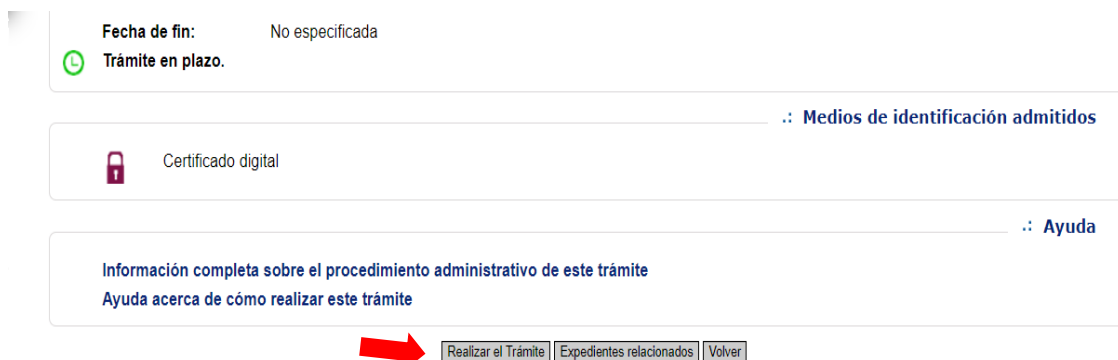 Fecha de fin: No especificada
Trámite en plazo.
.: Medios de identificación admitidos
Certificado digital
.: Ayuda
Información completa sobre el procedimiento administrativo de este trámite
Ayuda acerca de cómo realizar este trámite
Realizar el Trámite Expedientes relacionados Volver